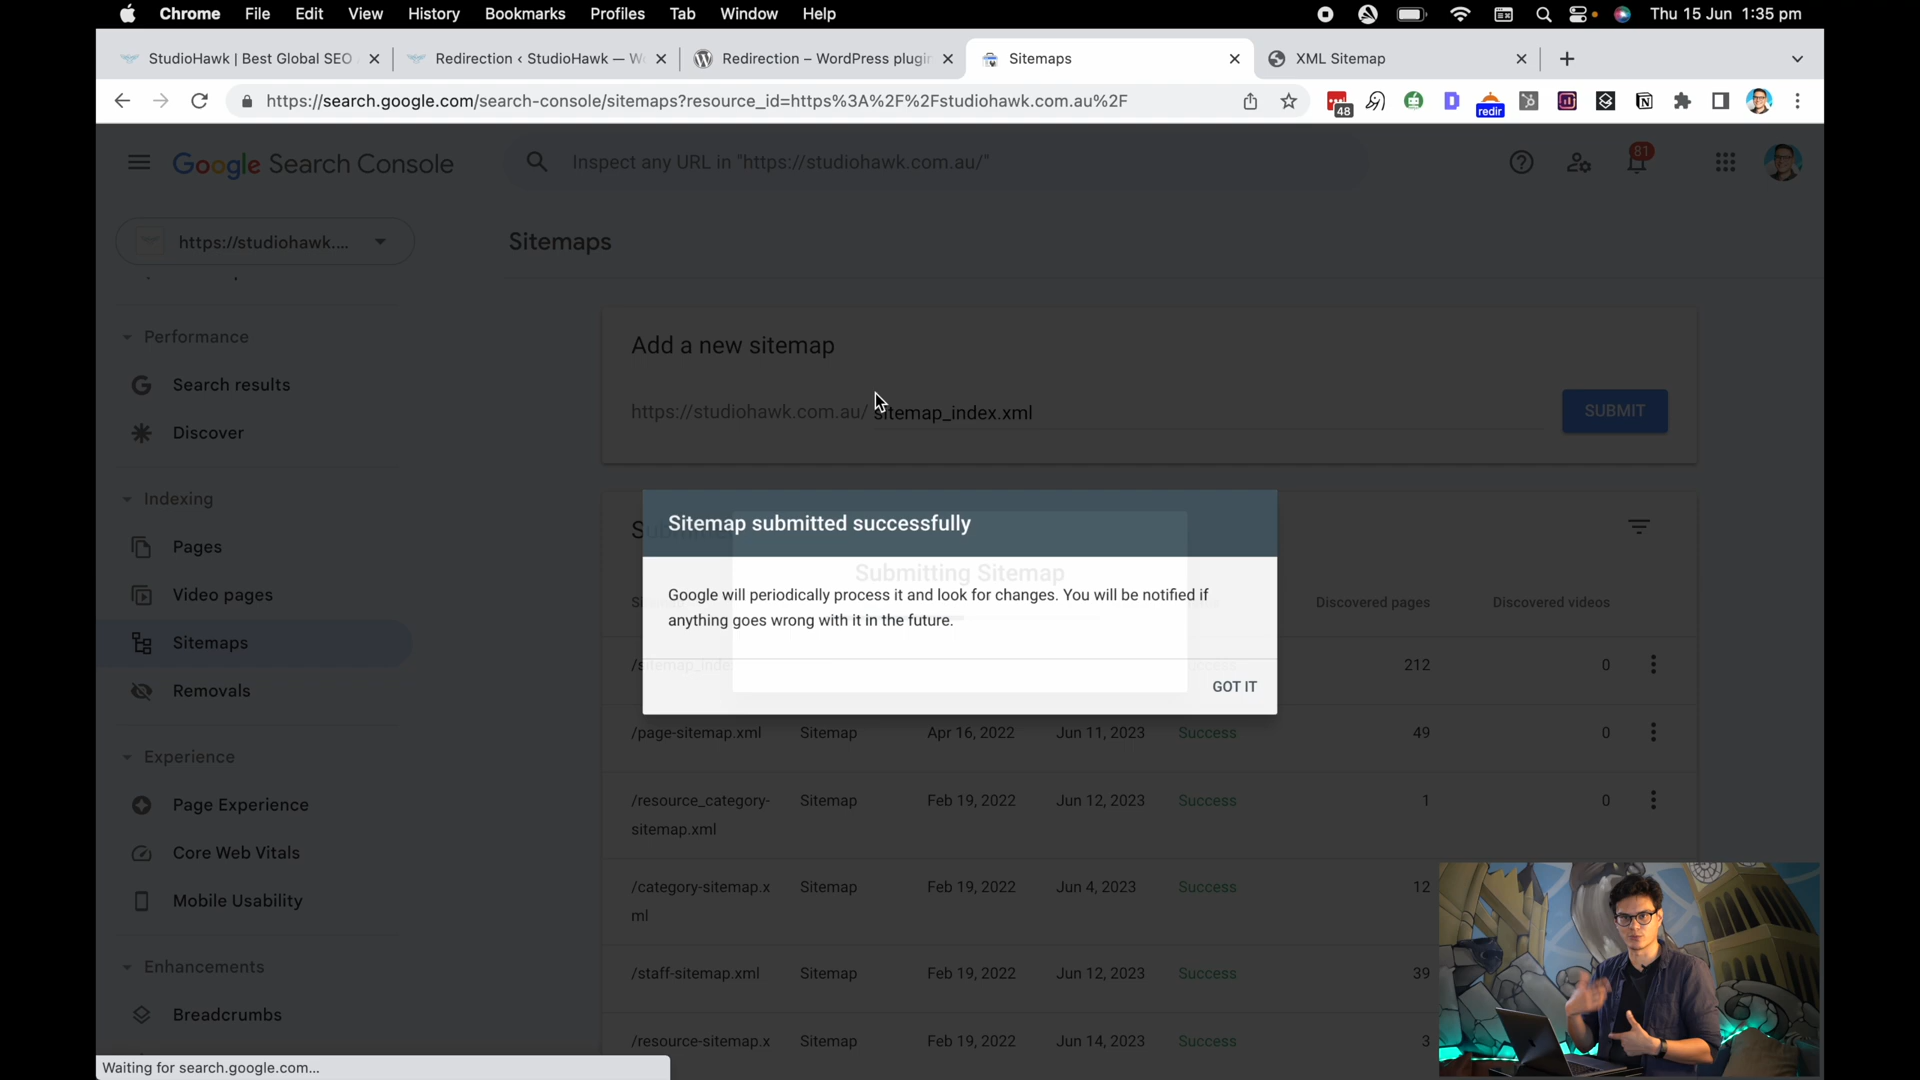 Chrome File Edit View History Bookmarks Profiles Tab Window Help Thu 15 Jun 1:35 pm
StudioHawk | Best Global SEO
Redirection ‹ StudioHawk — W
Redirection – WordPress plugin
Sitemaps
XML Sitemap
https://search.google.com/search-console/sitemaps?resource_id=https%3A%2F%2Fstudiohawk.com.au%2F
48
redir
Google Search Console
Inspect any URL in "https://studiohawk.com.au/"
81
https://studiohawk....
Sitemaps
Performance
Search results
Discover
Indexing
Pages
Video pages
Sitemaps
Removals
Experience
Page Experience
Core Web Vitals
Mobile Usability
Enhancements
Breadcrumbs
Add a new sitemap
https://studiohawk.com.au/ sitemap_index.xml
SUBMIT
Sitemap submitted successfully
Submitting Sitemap
Google will periodically process it and look for changes. You will be notified if
anything goes wrong with it in the future.
GOT IT
Discovered pages Discovered videos
212 0
/page-sitemap.xml Sitemap Apr 16, 2022 Jun 11, 2023 Success 49 0
/resource_category- Sitemap Feb 19, 2022 Jun 12, 2023 Success 1 0
sitemap.xml
/category-sitemap.x Sitemap Feb 19, 2022 Jun 4, 2023 Success 12
ml
/staff-sitemap.xml Sitemap Feb 19, 2022 Jun 12, 2023 Success 39
/resource-sitemap.x Sitemap Feb 19, 2022 Jun 14, 2023 Success 3
Waiting for search.google.com...